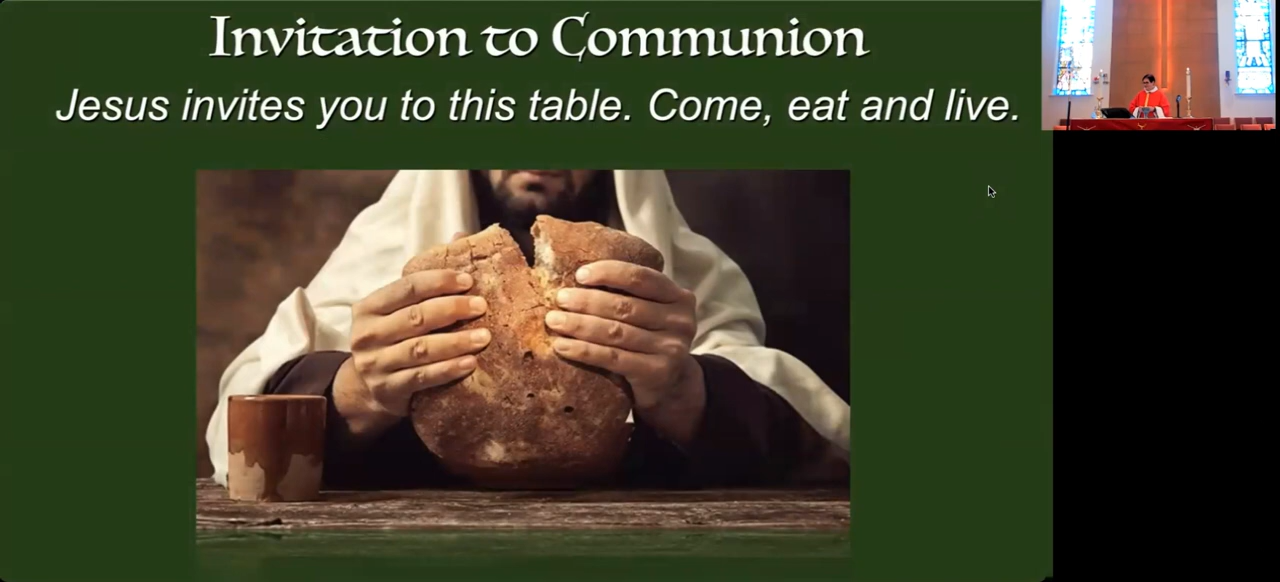 Invitation to Communion
Jesus invites you to this table. Come, eat and live.